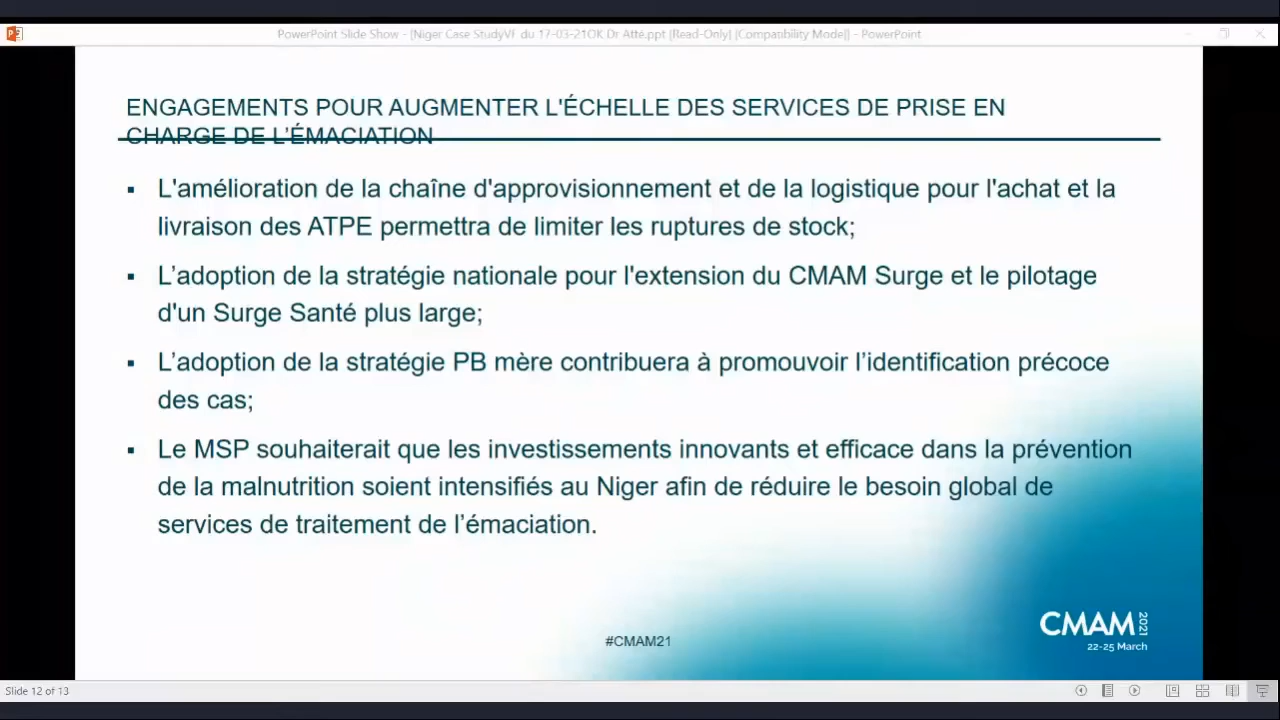 PowerPoint Slide Show - [Niger Case StudyVF du 17-03-21OK Dr Atté.ppt [Read-Only] [Compatibility Mode]] - PowerPoint
ENGAGEMENTS POUR AUGMENTER L'ÉCHELLE DES SERVICES DE PRISE EN
CHARGE DE L’ÉMACIATION
▪ L'amélioration de la chaîne d'approvisionnement et de la logistique pour l'achat et la
livraison des ATPE permettra de limiter les ruptures de stock;
▪ L’adoption de la stratégie nationale pour l'extension du CMAM Surge et le pilotage
d'un Surge Santé plus large;
▪ L’adoption de la stratégie PB mère contribuera à promouvoir l’identification précoce
des cas;
▪ Le MSP souhaiterait que les investissements innovants et efficace dans la prévention
de la malnutrition soient intensifiés au Niger afin de réduire le besoin global de
services de traitement de l’émaciation.
CMAM 2021
22-25 March
#CMAM21
Slide 12 of 13